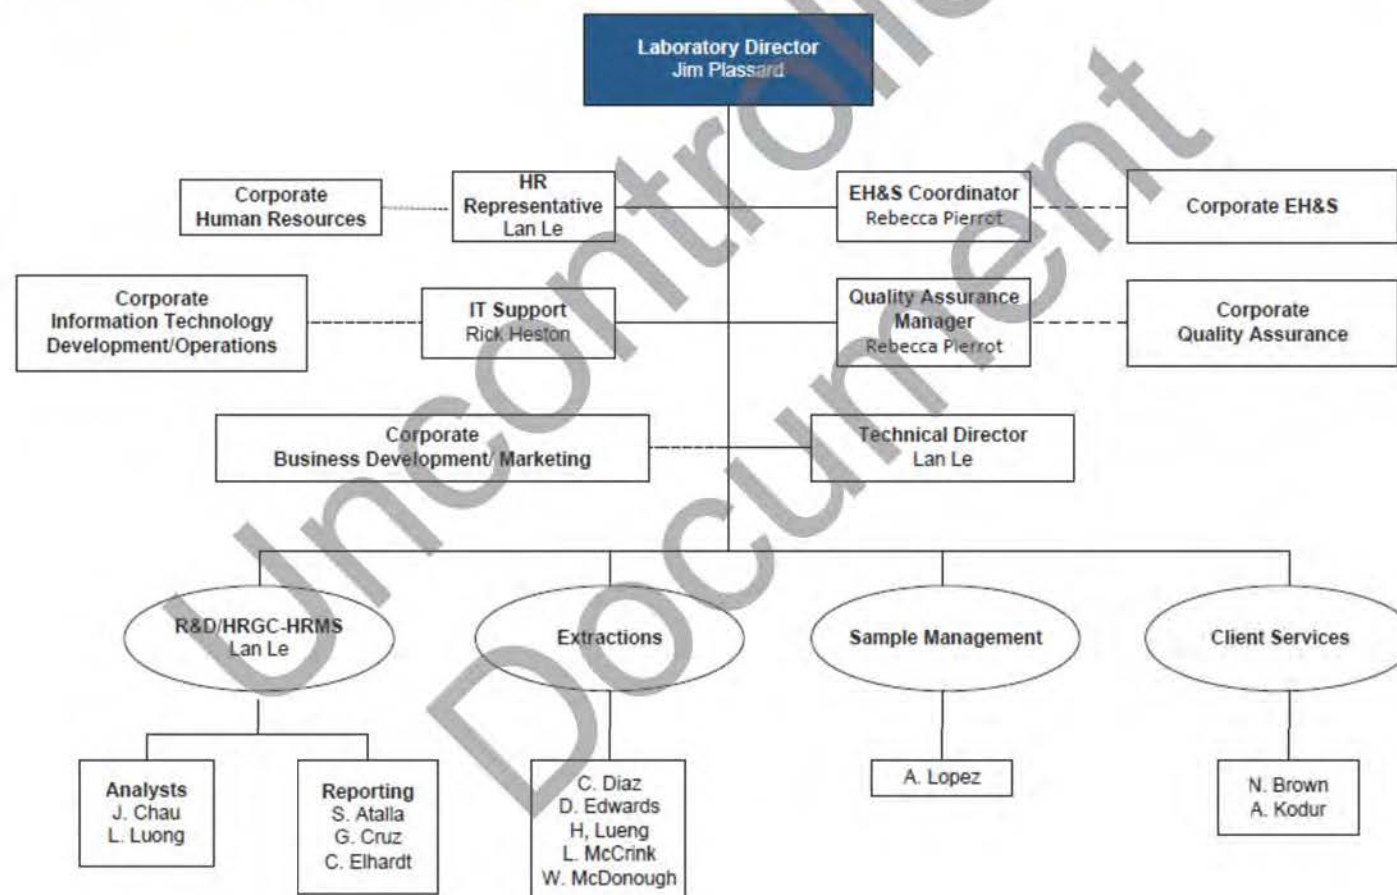 Laboratory Director
Jim Plassard
Corporate
Human Resources
HR
Representative
Lan Le
EH&S Coordinator
Rebecca Pierrot
Corporate EH&S
Corporate
Information Technology
Development/Operations
IT Support
Rick Heston
Quality Assurance
Manager
Rebecca Pierrot
Corporate
Quality Assurance
Corporate
Business Development/ Marketing
Technical Director
Lan Le
R&D/HRGC-HRMS
Lan Le
Extractions
Sample Management
Client Services
Analysts
J. Chau
L. Luong
Reporting
S. Atalla
G. Cruz
C. Elhardt
C. Diaz
D. Edwards
H, Lueng
L. McCrink
W. McDonough
A. Lopez
N. Brown
A. Kodur
Document